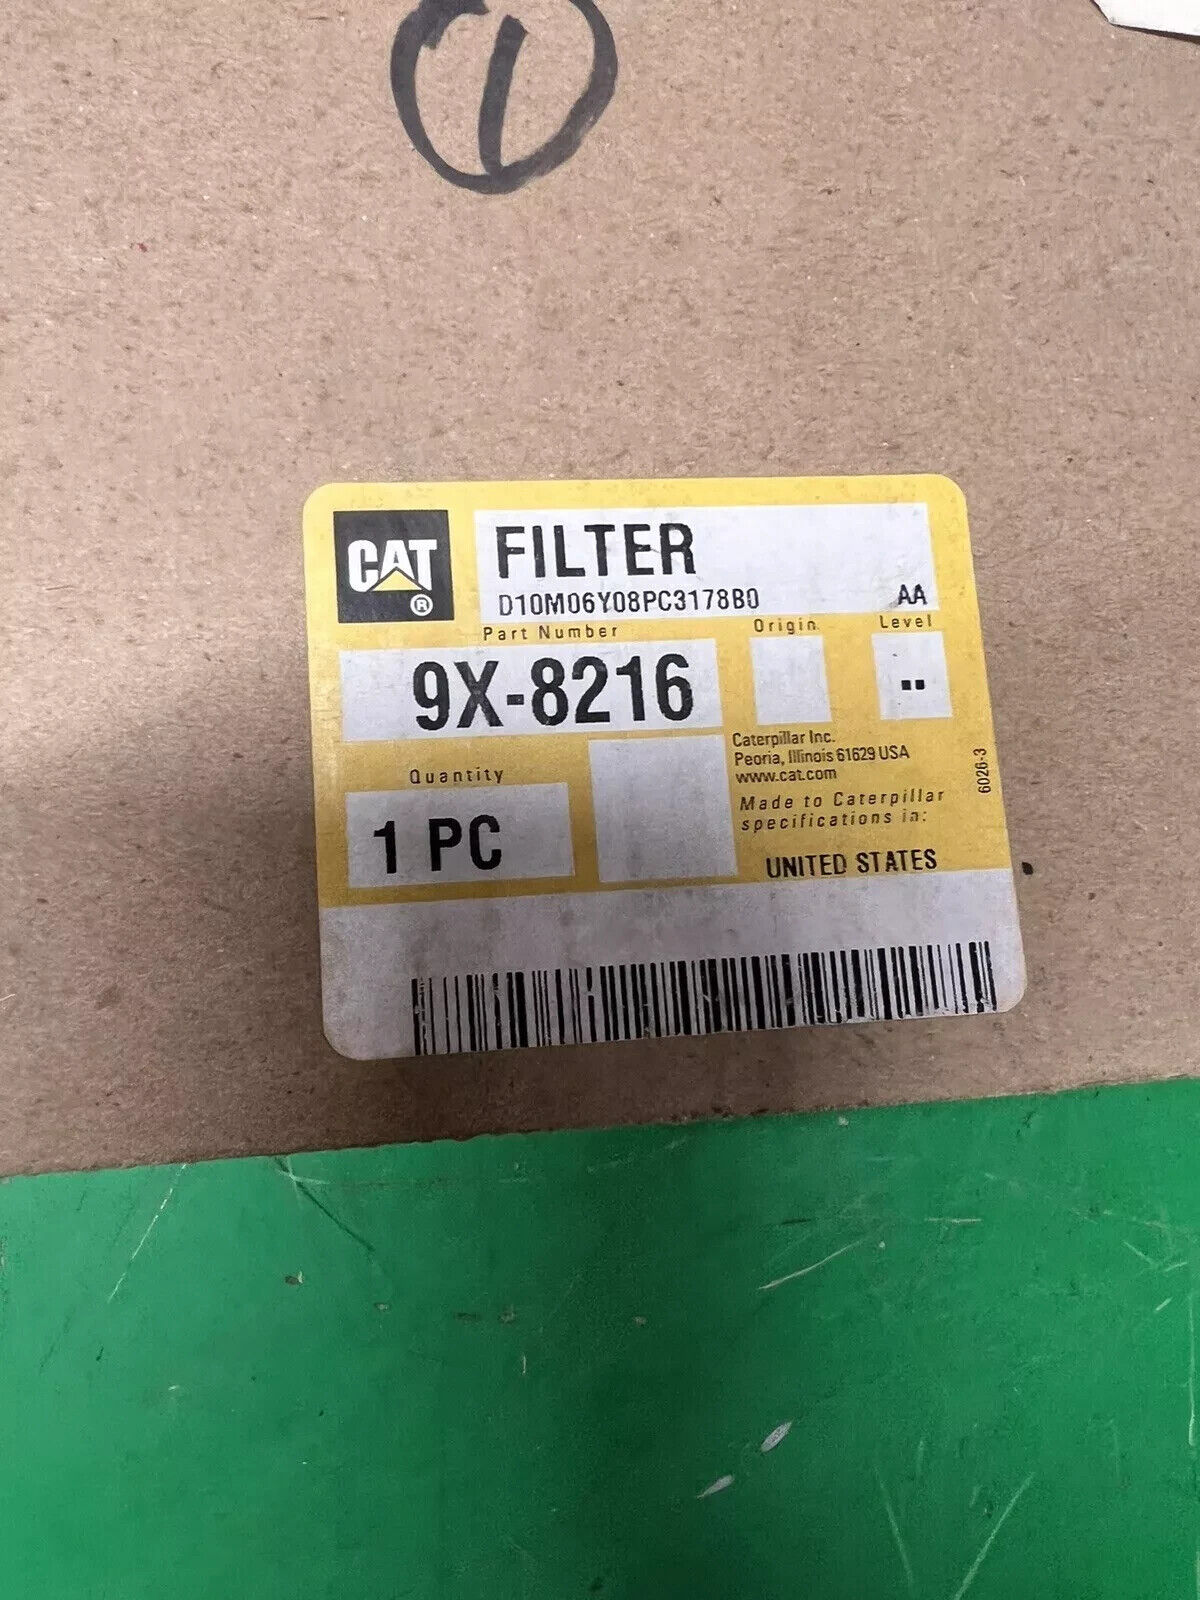 1
CAT ®
FILTER
D10M06Y08PC3178B0 AA
Part Number Origin Level
9X-8216 ..
Caterpillar Inc.
Peoria, Illinois 61629 USA
www.cat.com
6026-3
Quantity
1 PC
Made to Caterpillar
specifications in:
UNITED STATES